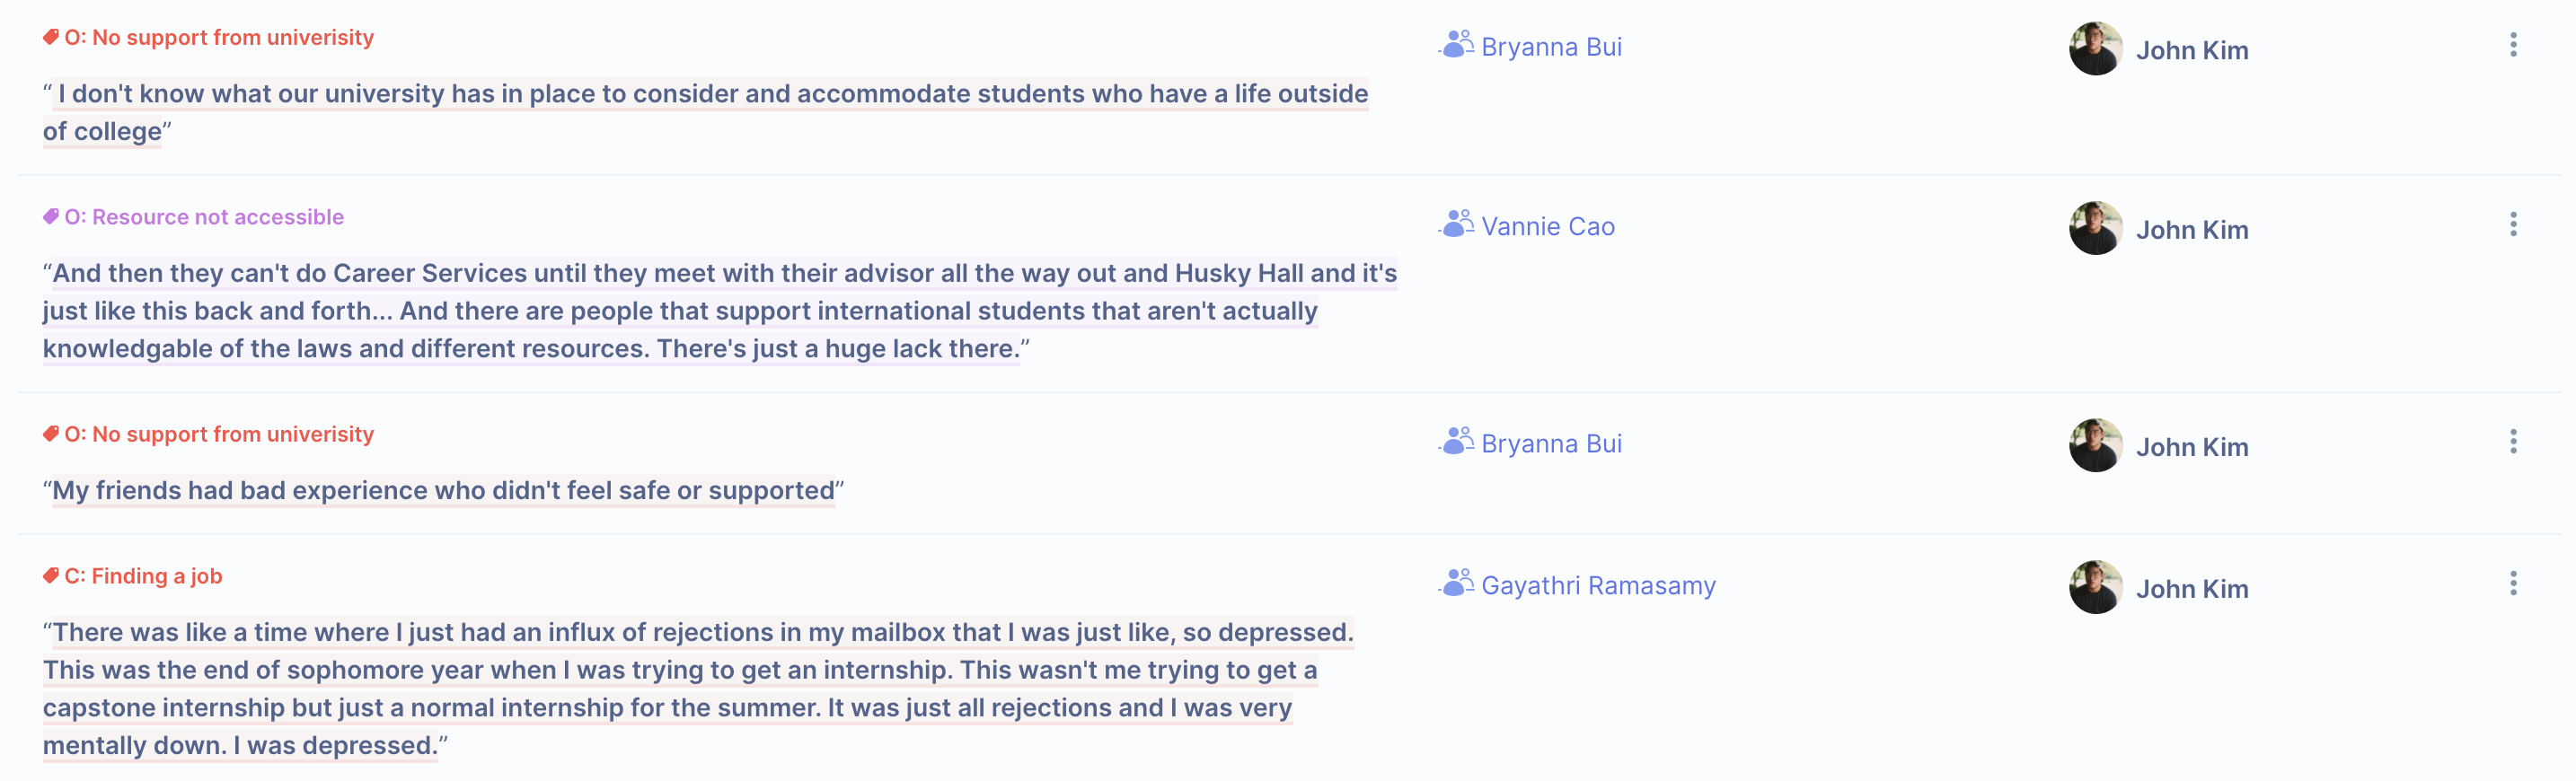 O: No support from univerisity
Bryanna Bui
John Kim
“ I don't know what our university has in place to consider and accommodate students who have a life outside
of college”
O: Resource not accessible
Vannie Cao
John Kim
“And then they can't do Career Services until they meet with their advisor all the way out and Husky Hall and it's
just like this back and forth... And there are people that support international students that aren't actually
knowledgable of the laws and different resources. There's just a huge lack there.”
O: No support from univerisity
Bryanna Bui
John Kim
“My friends had bad experience who didn't feel safe or supported”
C: Finding a job
Gayathri Ramasamy
John Kim
“There was like a time where I just had an influx of rejections in my mailbox that I was just like, so depressed.
This was the end of sophomore year when I was trying to get an internship. This wasn't me trying to get a
capstone internship but just a normal internship for the summer. It was just all rejections and I was very
mentally down. I was depressed.”